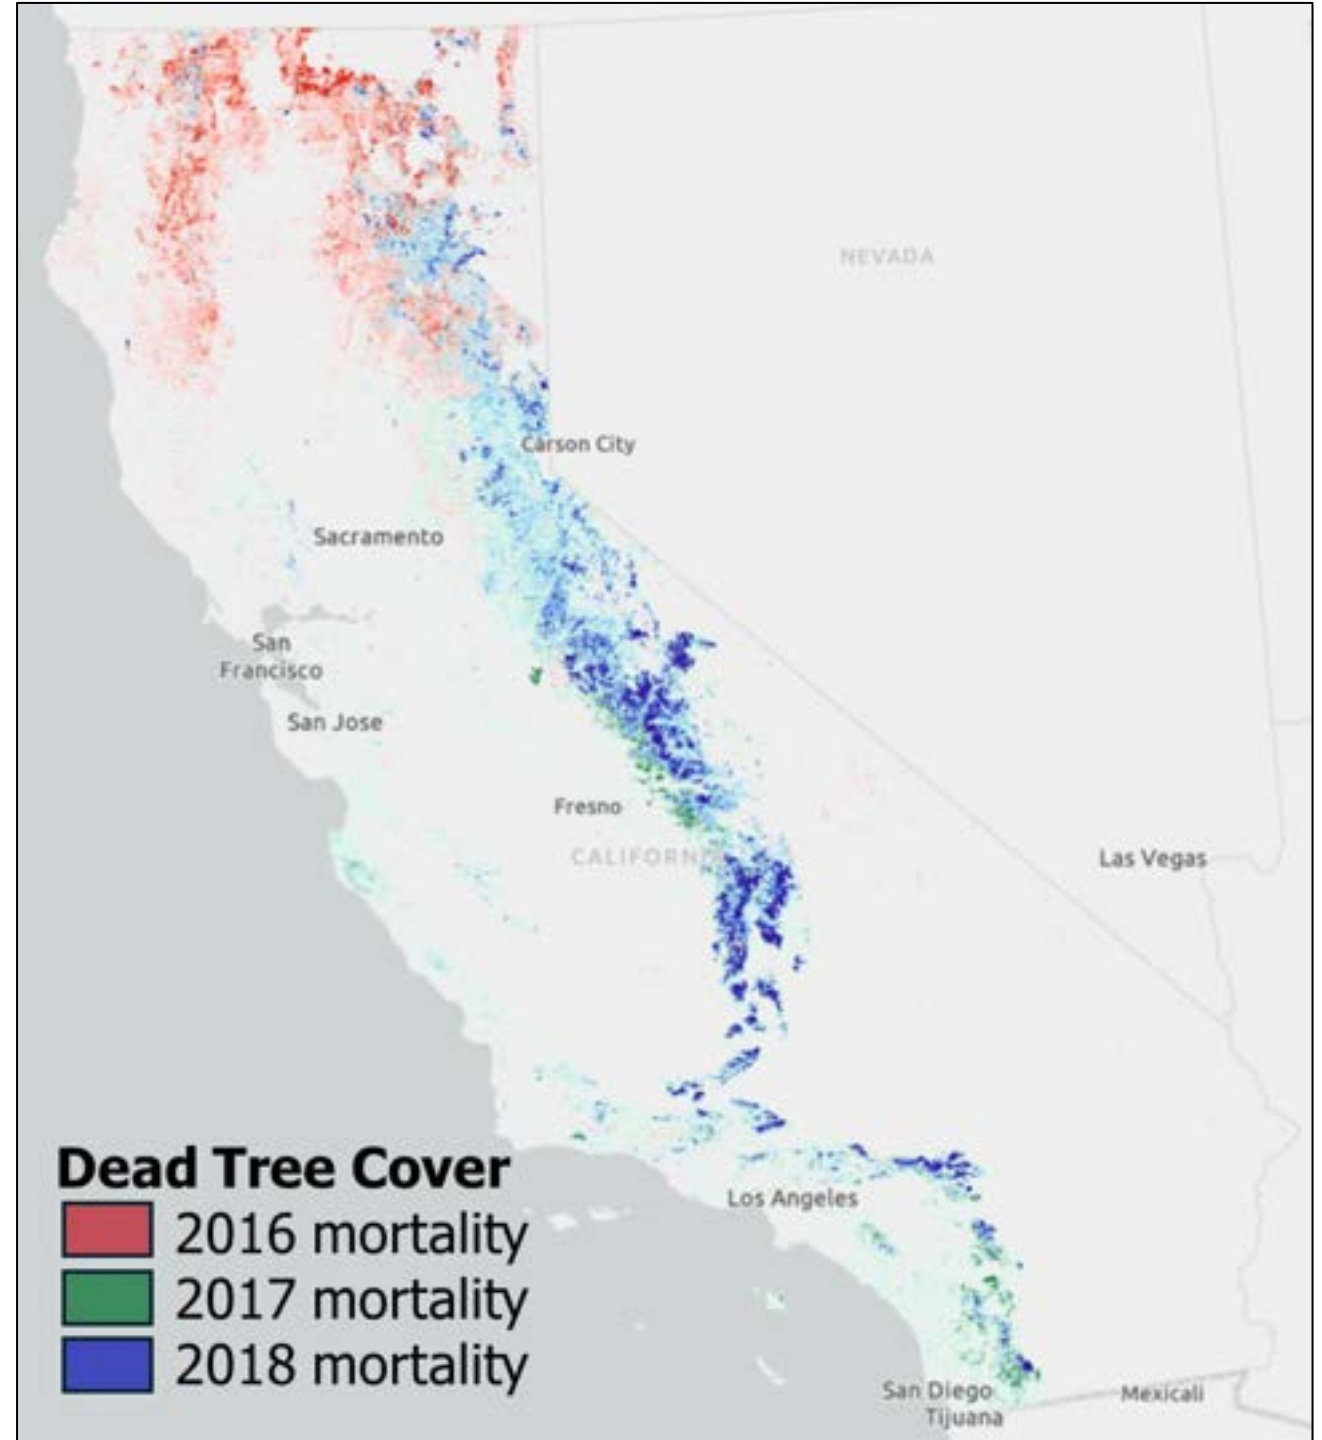 NEVADA
Carson City
Sacramento
San
Francisco
San Jose
Fresno
CALIFORNIA
Las Vegas
Los Angeles
Dead Tree Cover
2016 mortality
2017 mortality
2018 mortality
San Diego
Tijuana
Mexicali